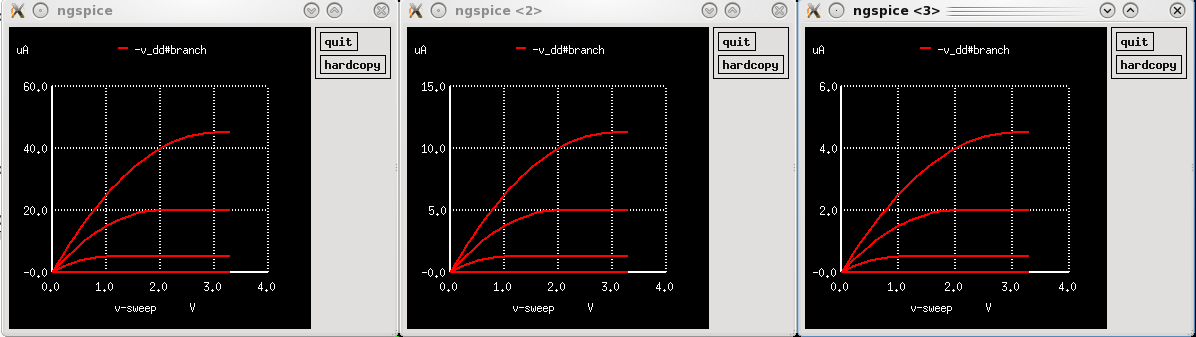 ngspice
quit
hardcopy
uA
-v_dd#branch
60.0
40.0
20.0
-0.0
0.0 1.0 2.0 3.0 4.0
v-sweep V
ngspice <2>
quit
hardcopy
uA
-v_dd#branch
15.0
10.0
5.0
-0.0
0.0 1.0 2.0 3.0 4.0
v-sweep V
ngspice <3>
quit
hardcopy
uA
-v_dd#branch
6.0
4.0
2.0
-0.0
0.0 1.0 2.0 3.0 4.0
v-sweep V